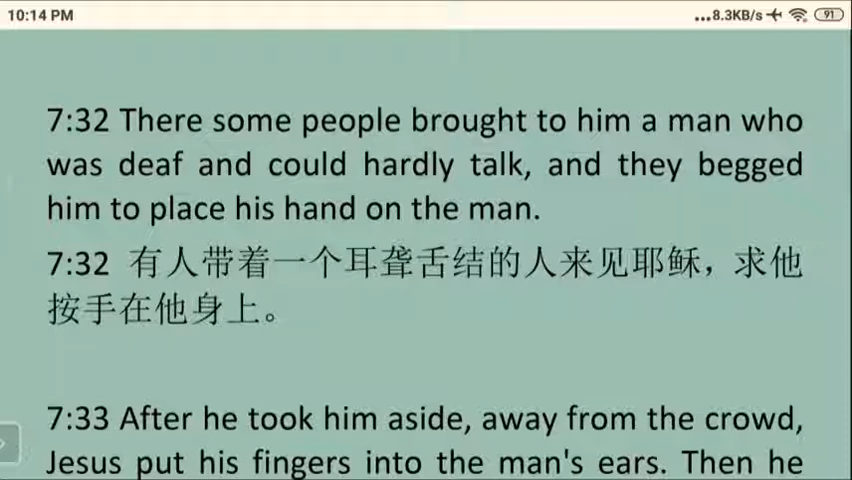 10:14 PM
...8.3KB/s
91
7:32 There some people brought to him a man who
was deaf and could hardly talk, and they begged
him to place his hand on the man.
7:32 有人带着一个耳聋舌结的人来见耶稣，求他
按手在他身上。
7:33 After he took him aside, away from the crowd,
Jesus put his fingers into the man's ears. Then he